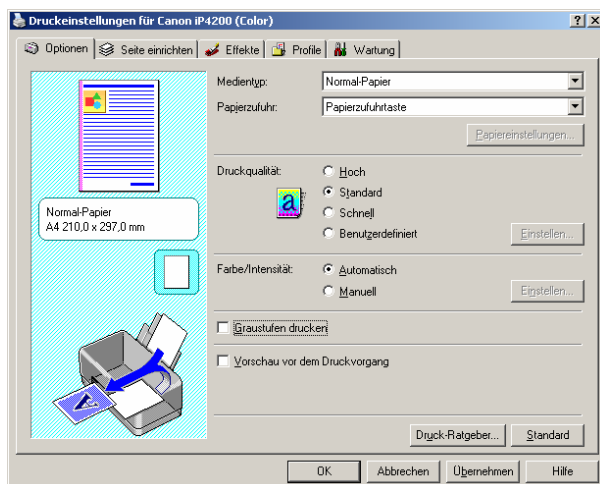 Druckeinstellungen für Canon iP4200 (Color)
Optionen Seite einrichten Effekte Profile Wartung
Medientyp: Normal-Papier
Papierzufuhr: Papierzufuhrtaste
Papiereinstellungen...
Druckqualität: Hoch
Standard
Schnell
Benutzerdefiniert Einstellen...
Normal-Papier
A4 210,0 x 297,0 mm
Farbe/Intensität: Automatisch
Manuell Einstellen...
Graustufen drucken
Vorschau vor dem Druckvorgang
Druck-Ratgeber... Standard
OK Abbrechen Übernehmen Hilfe